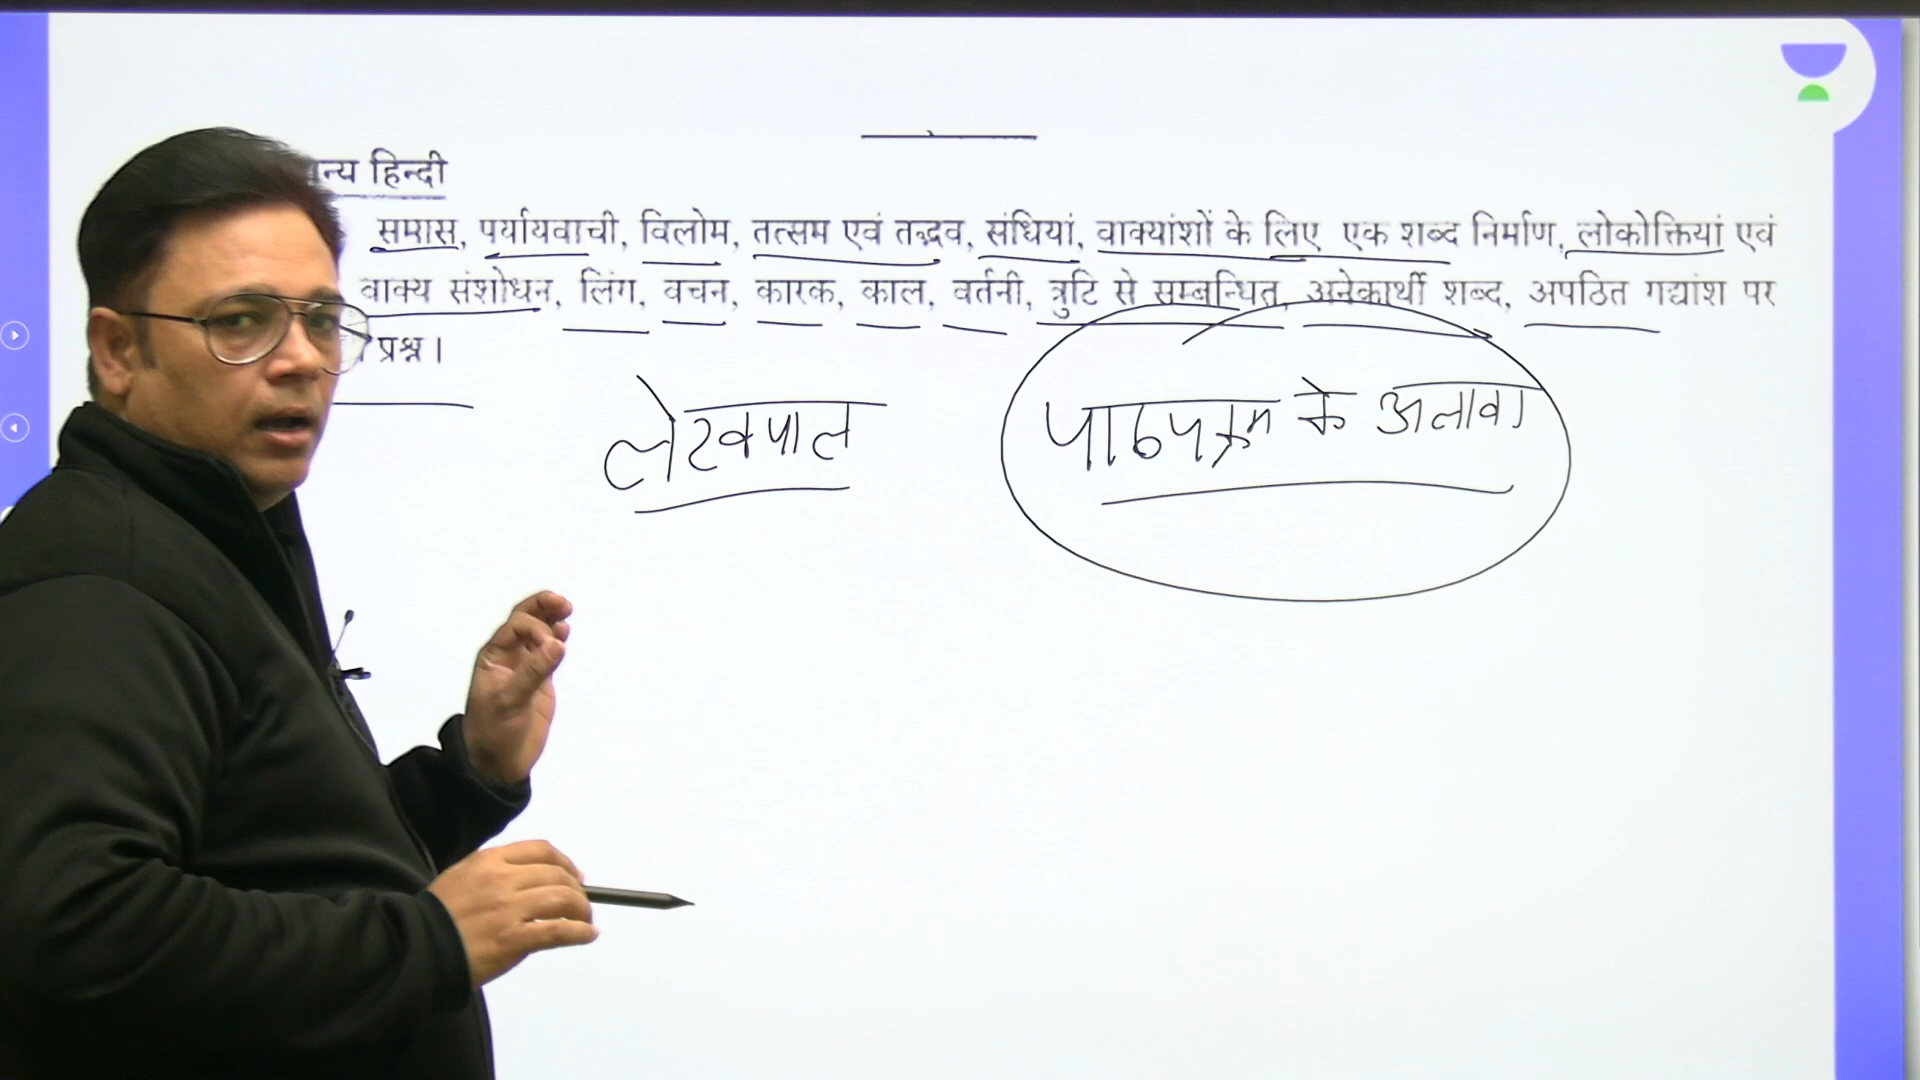 न्य हिन्दी
समास, पर्यायवाची, विलोम, तत्सम एवं तद्भव, संधियां, वाक्यांशों के लिए एक शब्द निर्माण, लोकोक्तियां एवं
वाक्य संशोधन, लिंग, वचन, कारक, काल, वर्तनी, त्रुटि से सम्बन्धित, अनेकार्थी शब्द, अपठित गद्यांश पर
प्रश्न।
लेखपाल पाठ्यक्रम के अलावा